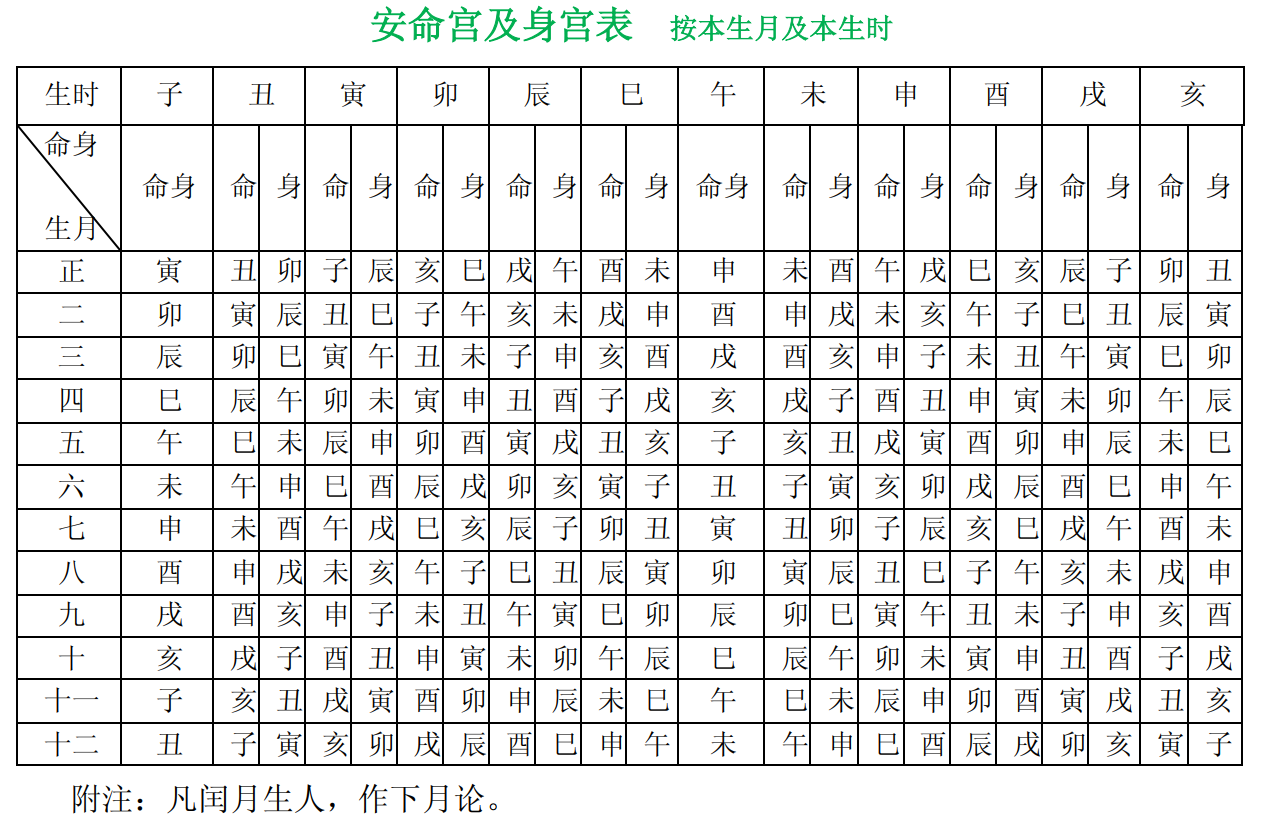 安命宫及身宫表 按本生月及本生时
生时 子 丑 寅 卯 辰 巳 午 未 申 酉 戌 亥
命身
生月
命身 命 身 命 身 命 身 命 身 命 身 命身 命 身 命 身 命 身 命 身 命 身
正 寅 丑 卯 子 辰 亥 巳 戌 午 酉 未 申 未 酉 午 戌 巳 亥 辰 子 卯 丑
二 卯 寅 辰 丑 巳 子 午 亥 未 戌 申 酉 申 戌 未 亥 午 子 巳 丑 辰 寅
三 辰 卯 巳 寅 午 丑 未 子 申 亥 酉 戌 酉 亥 申 子 未 丑 午 寅 巳 卯
四 巳 辰 午 卯 未 寅 申 丑 酉 子 戌 亥 戌 子 酉 丑 申 寅 未 卯 午 辰
五 午 巳 未 辰 申 卯 酉 寅 戌 丑 亥 子 亥 丑 戌 寅 酉 卯 申 辰 未 巳
六 未 午 申 巳 酉 辰 戌 卯 亥 寅 子 丑 子 寅 亥 卯 戌 辰 酉 巳 申 午
七 申 未 酉 午 戌 巳 亥 辰 子 卯 丑 寅 丑 卯 子 辰 亥 巳 戌 午 酉 未
八 酉 申 戌 未 亥 午 子 巳 丑 辰 寅 卯 寅 辰 丑 巳 子 午 亥 未 戌 申
九 戌 酉 亥 申 子 未 丑 午 寅 巳 卯 辰 卯 巳 寅 午 丑 未 子 申 亥 酉
十 亥 戌 子 酉 丑 申 寅 未 卯 午 辰 巳 辰 午 卯 未 寅 申 丑 酉 子 戌
十一 子 亥 丑 戌 寅 酉 卯 申 辰 未 巳 午 巳 未 辰 申 卯 酉 寅 戌 丑 亥
十二 丑 子 寅 亥 卯 戌 辰 酉 巳 申 午 未 午 申 巳 酉 辰 戌 卯 亥 寅 子
附注：凡闰月生人，作下月论。